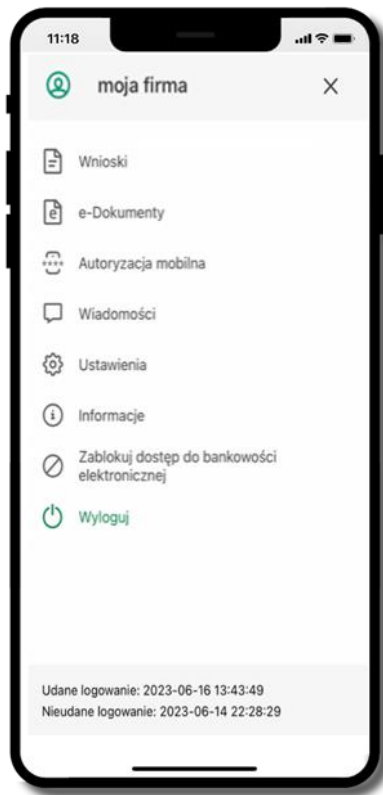 11:18
moja firma
Wnioski
e-Dokumenty
Autoryzacja mobilna
Wiadomości
Ustawienia
Informacje
Zablokuj dostęp do bankowości
elektronicznej
Wyloguj
Udane logowanie: 2023-06-16 13:43:49
Nieudane logowanie: 2023-06-14 22:28:29